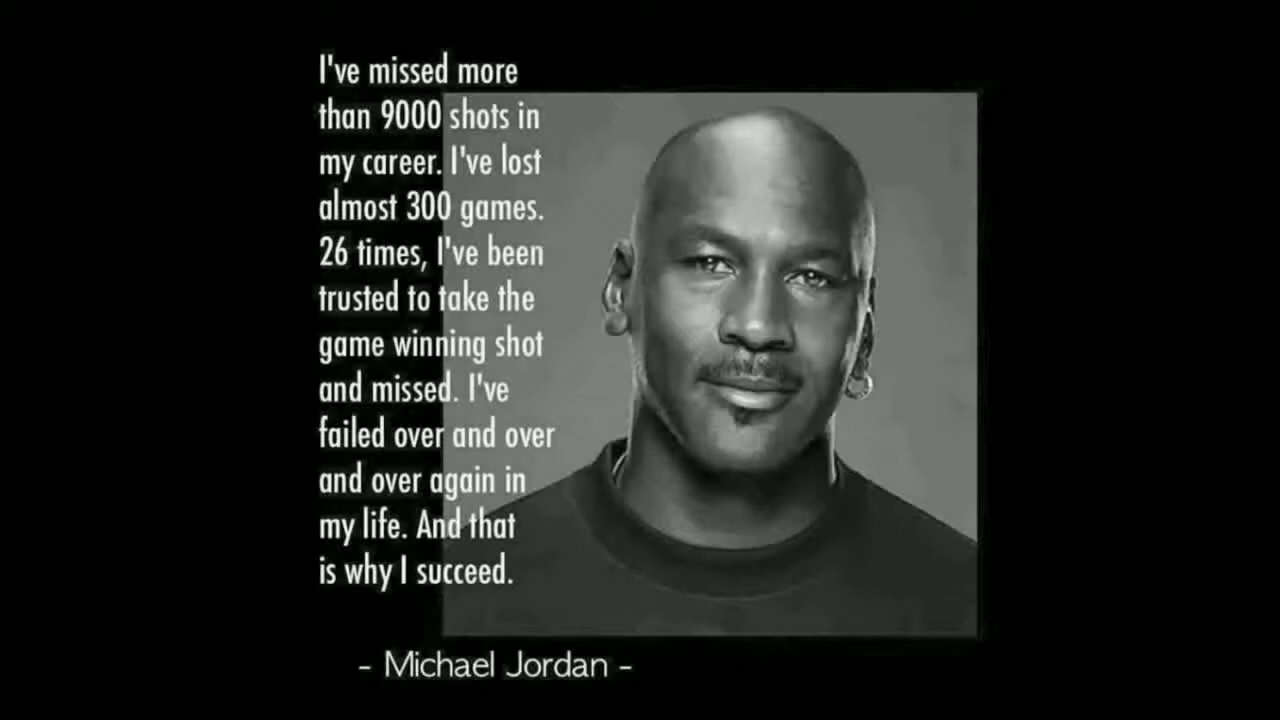 I've missed more
than 9000 shots in
my career. I've lost
almost 300 games.
26 times, I've been
trusted to take the
game winning shot
and missed. I've
failed over and over
and over again in
my life. And that
is why I succeed.
- Michael Jordan -